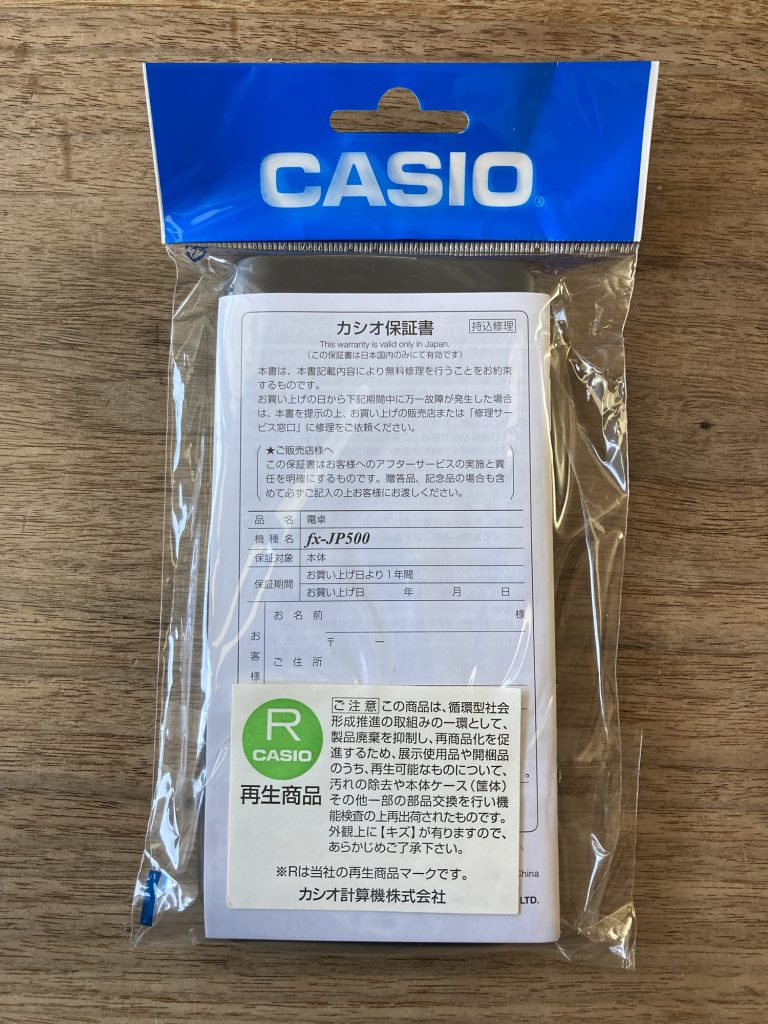 CASIO®
カシオ保証書 持込修理
This warranty is valid only in Japan.
(この保証書は日本国内のみにて有効です)
本書は、本書記載内容により無料修理を行うことをお約束
するものです。
お買い上げの日から下記期間中に万一故障が発生した場合
は、本書を提示の上、お買い上げの販売店または「修理サー
ビス窓口」に修理をご依頼ください。
★ご販売店様へ
この保証書はお客様へのアフターサービスの実施と責
任を明確にするものです。贈答品、記念品の場合も含
めて必ずご記入の上お客様にお渡しください。
品名 電卓
機種名 fx-JP500
保証対象 本体
保証期間 お買い上げ日より1年間
お買い上げ日 年 月 日
お客様 お名前 様
〒 ー
ご住所
R
CASIO
再生商品
ご注意 この商品は、循環型社会
形成推進の取組みの一環として、
製品廃棄を抑制し、再商品化を促
進するため、展示使用品や開梱品
のうち、再生可能なものについて、
汚れの除去や本体ケース(筐体)
その他一部の部品交換を行い機
能検査の上再出荷されたものです。
外観上に【キズ】が有りますので、
あらかじめご了承下さい。
※Rは当社の再生商品マークです。
カシオ計算機株式会社
China
LTD.